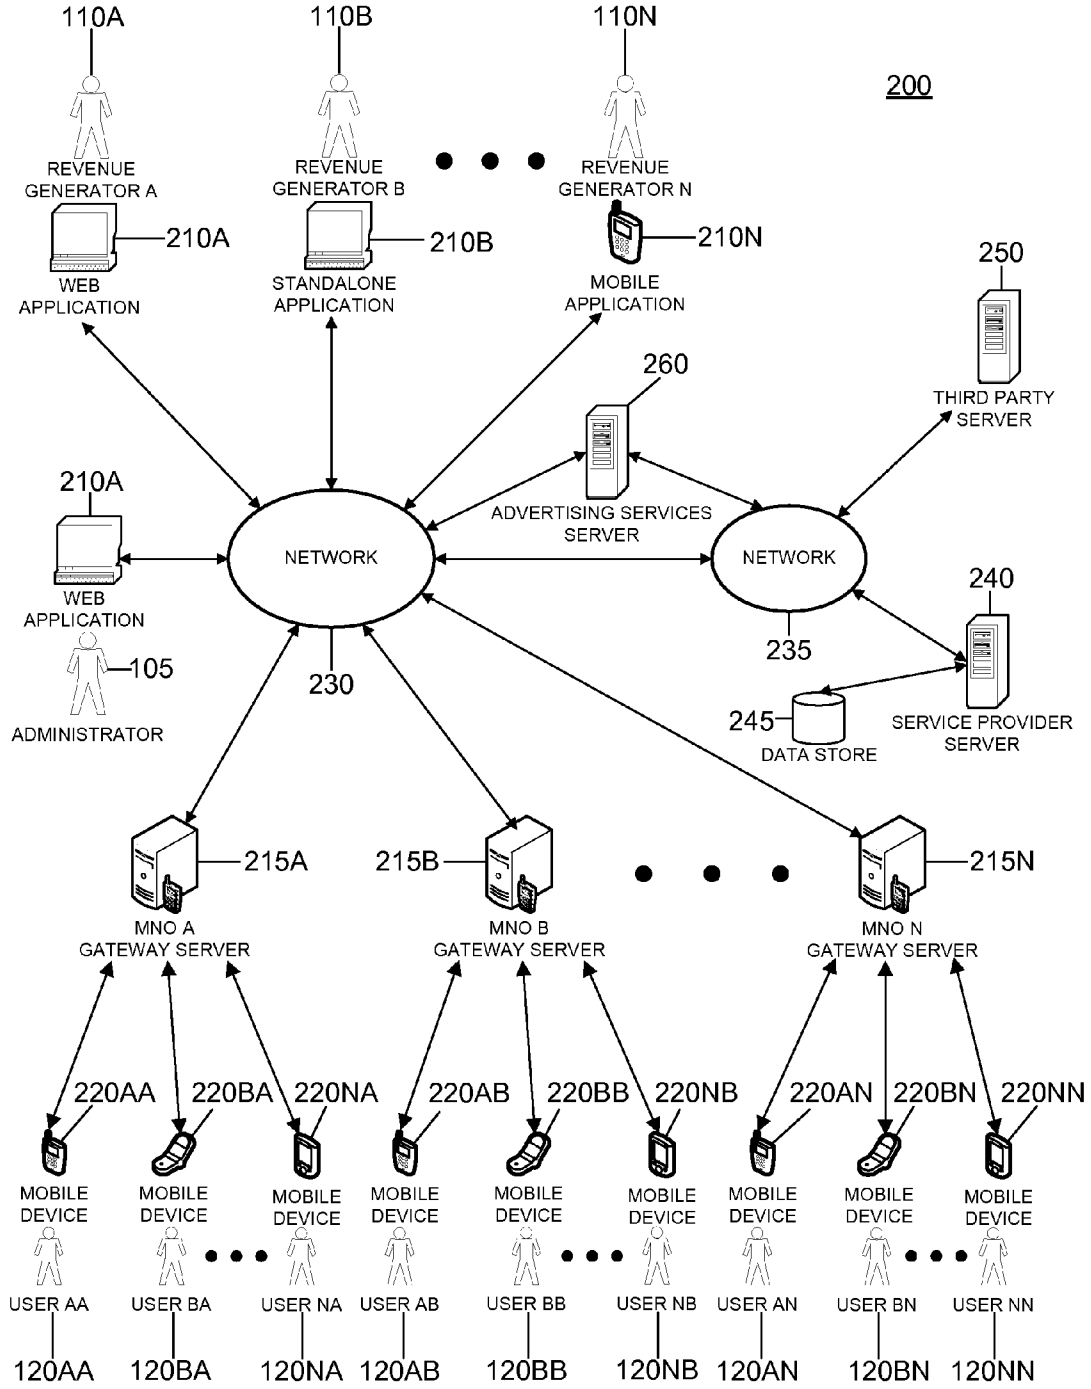 110A
110B
110N
200
REVENUE
GENERATOR A
REVENUE
GENERATOR B
REVENUE
GENERATOR N
210A
210B
210N
WEB
APPLICATION
STANDALONE
APPLICATION
MOBILE
APPLICATION
250
THIRD PARTY
SERVER
260
ADVERTISING SERVICES
SERVER
210A
WEB
APPLICATION
NETWORK
NETWORK
230
235
240
105
ADMINISTRATOR
245
DATA STORE
SERVICE PROVIDER
SERVER
215A
215B
215N
MNO A
GATEWAY SERVER
MNO B
GATEWAY SERVER
MNO N
GATEWAY SERVER
220AA
220BA
220NA
220AB
220BB
220NB
220AN
220BN
220NN
MOBILE
DEVICE
MOBILE
DEVICE
MOBILE
DEVICE
MOBILE
DEVICE
MOBILE
DEVICE
MOBILE
DEVICE
MOBILE
DEVICE
MOBILE
DEVICE
MOBILE
DEVICE
USER AA
USER BA
USER NA
USER AB
USER BB
USER NB
USER AN
USER BN
USER NN
120AA
120BA
120NA
120AB
120BB
120NB
120AN
120BN
120NN